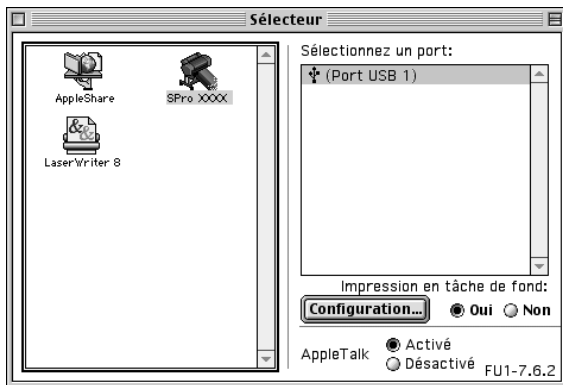 Sélecteur
AppleShare
SPro XXXX
LaserWriter 8
Sélectionnez un port:
(Port USB 1)
Impression en tâche de fond:
Configuration...
Oui Non
AppleTalk
Activé
Désactivé
FU1-7.6.2